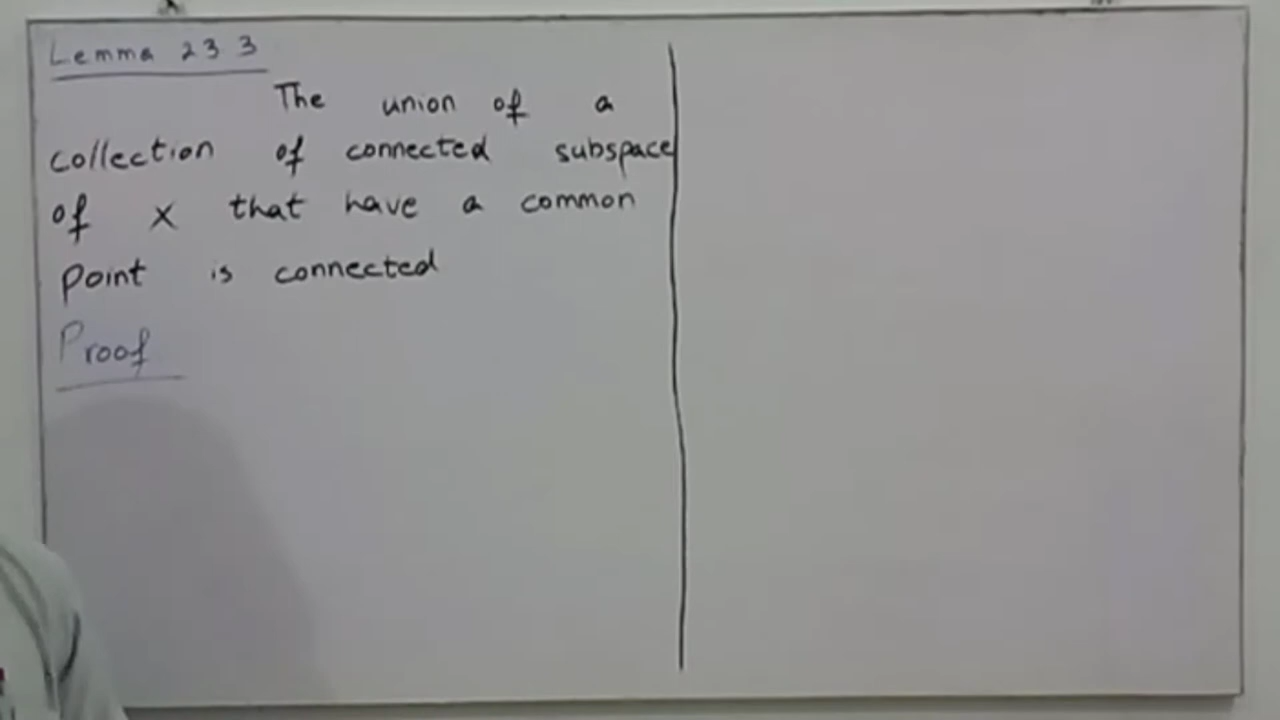 Lemma 23 3
The union of a
collection of connected subspace
of X that have a common
point is connected
Proof